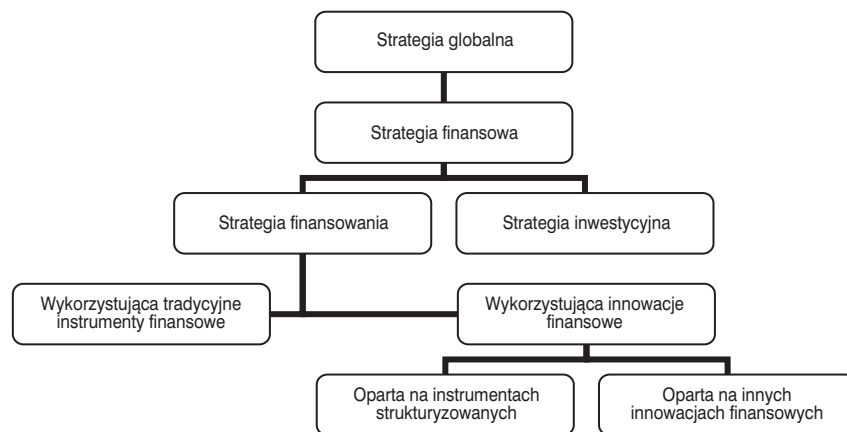 Strategia globalna
Strategia finansowa
Strategia finansowania
Strategia inwestycyjna
Wykorzystująca tradycyjne
instrumenty finansowe
Wykorzystująca innowacje
finansowe
Oparta na instrumentach
strukturyzowanych
Oparta na innych
innowacjach finansowych